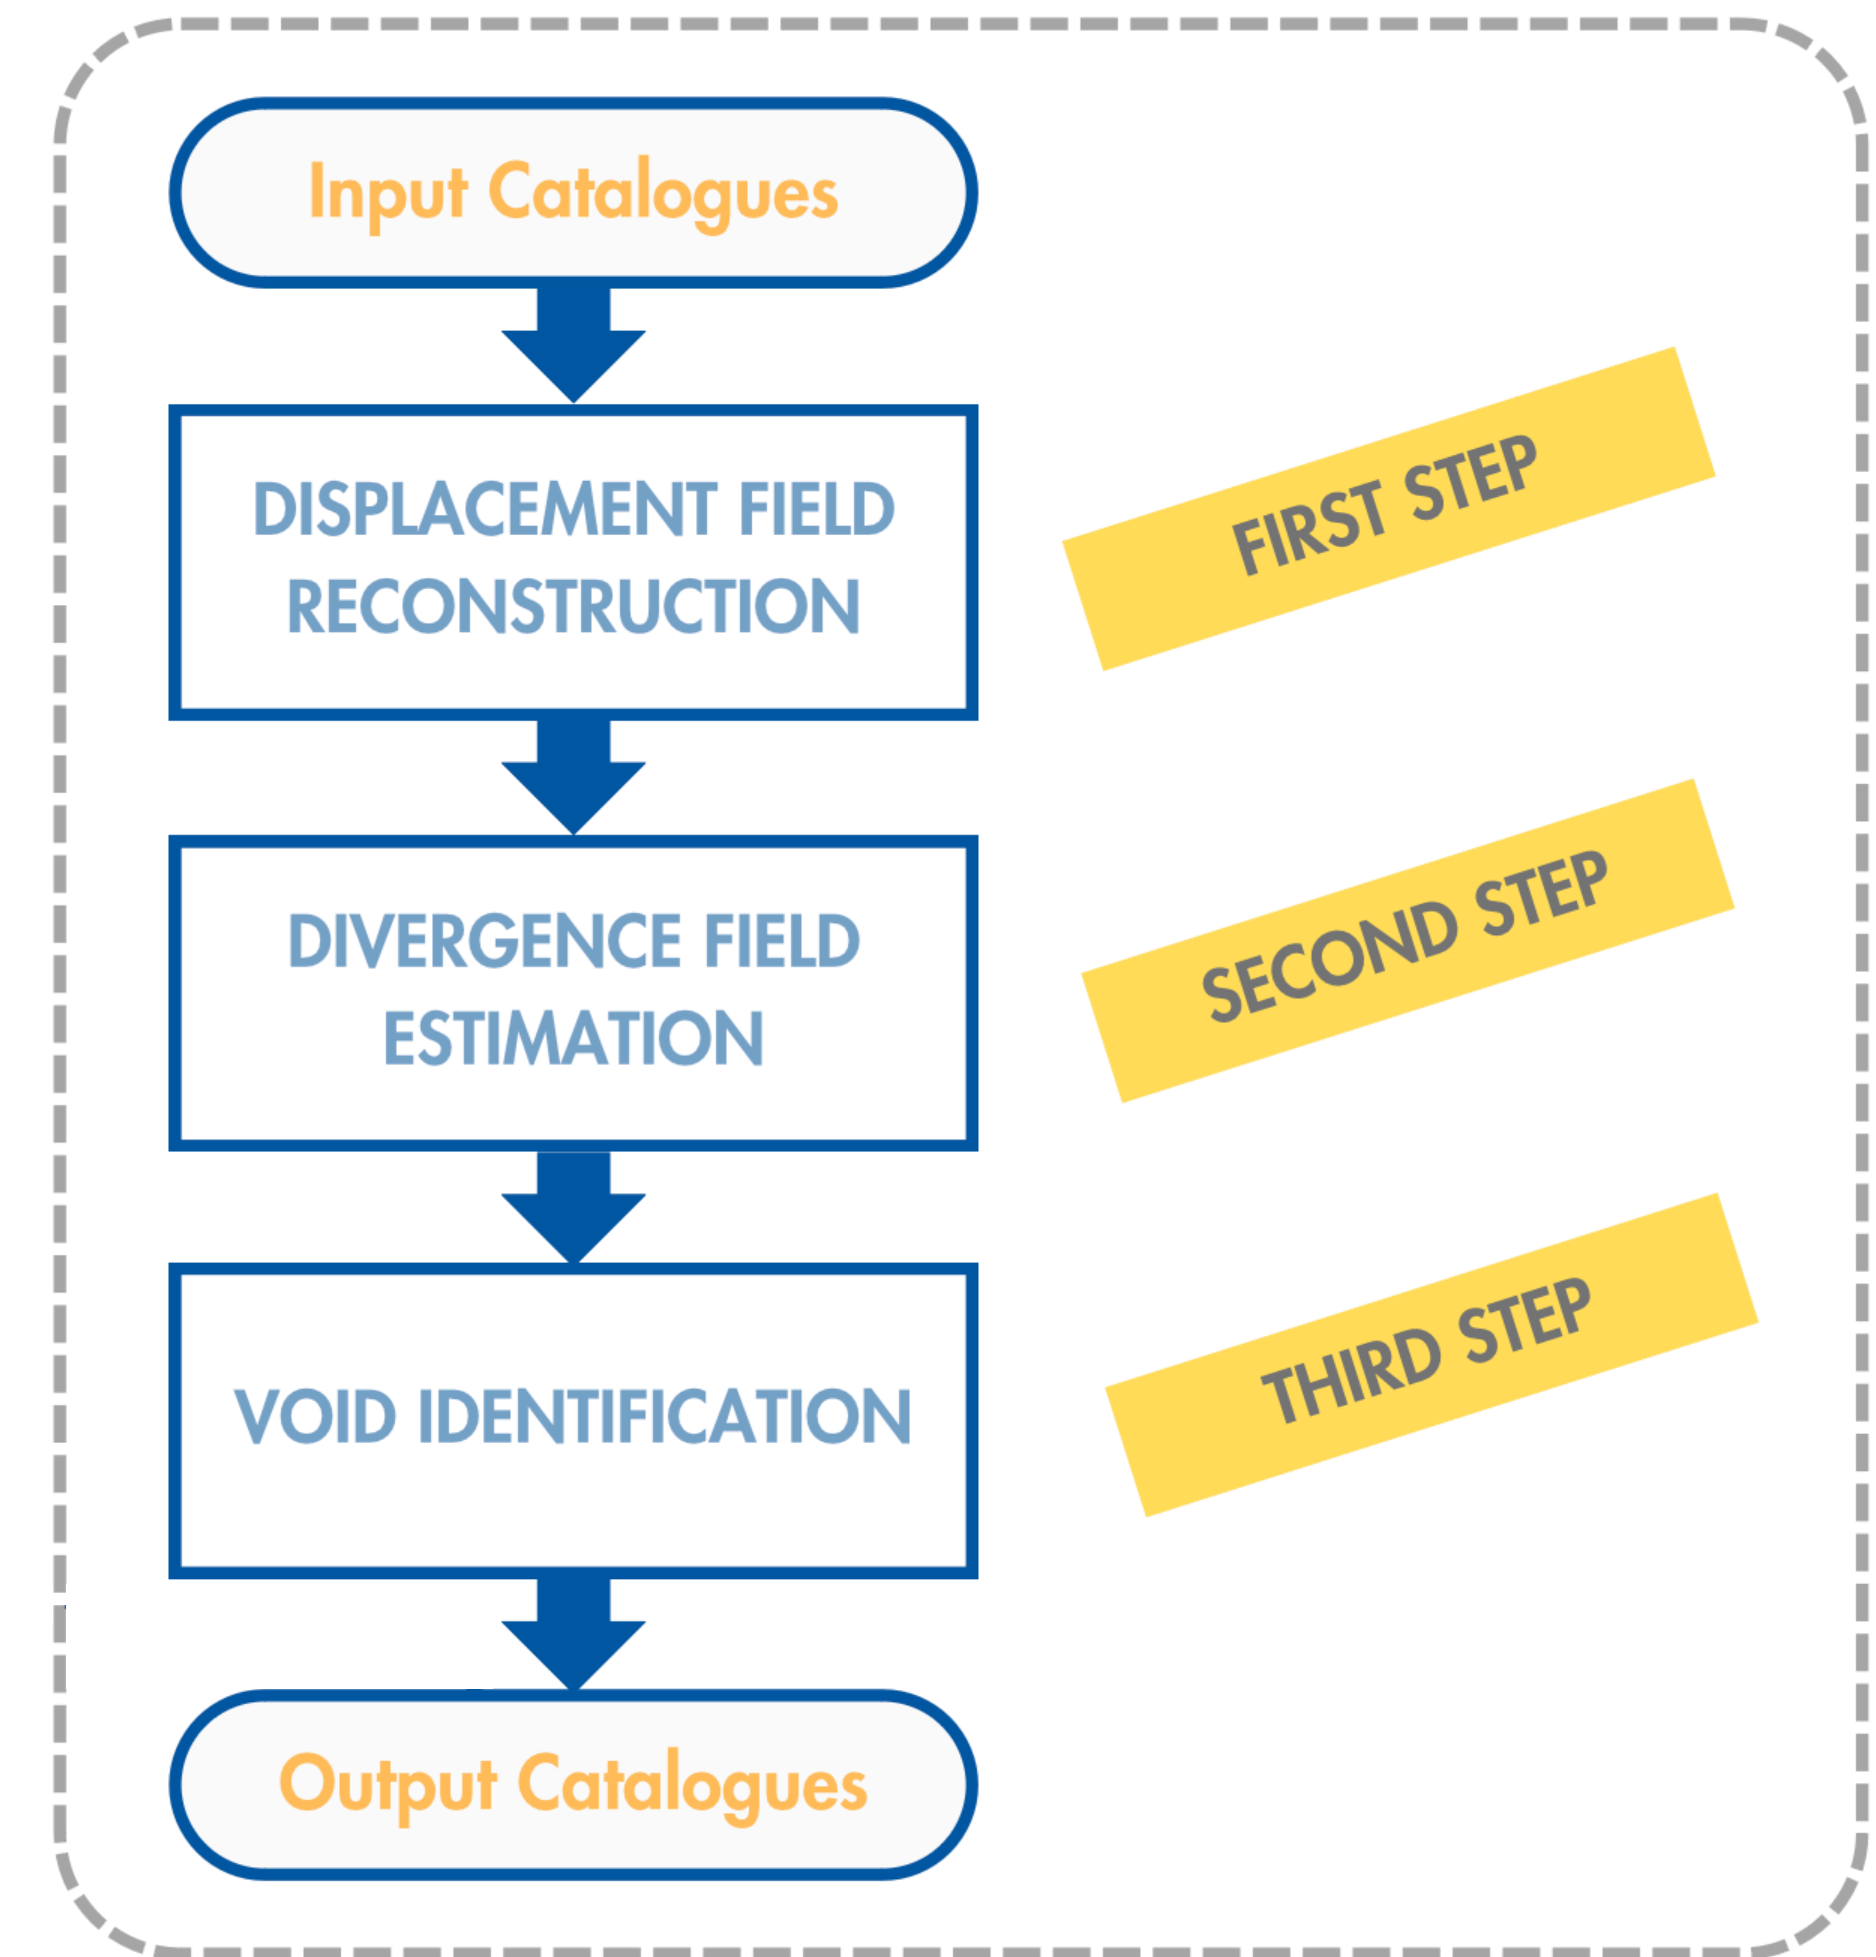 Input Catalogues
DISPLACEMENT FIELD
RECONSTRUCTION
FIRST STEP
DIVERGENCE FIELD
ESTIMATION
SECOND STEP
VOID IDENTIFICATION
THIRD STEP
Output Catalogues